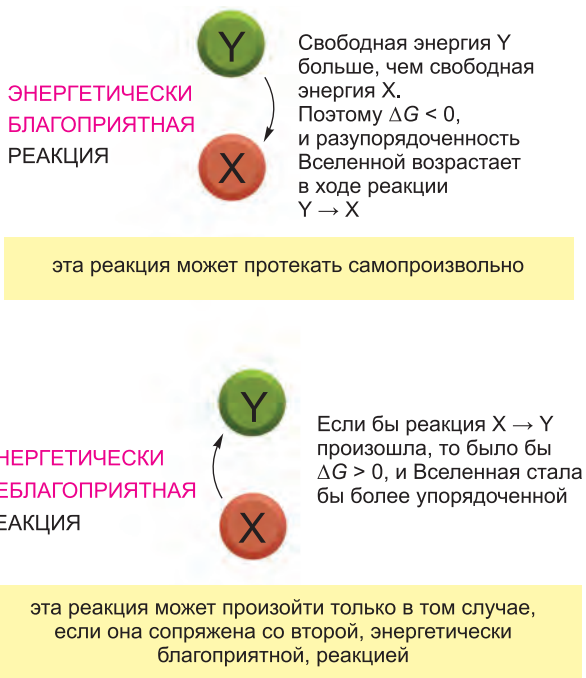 Y
Свободная энергия Y
больше, чем свободная
энергия X.
Поэтому ΔG < 0,
и разупорядоченность
Вселенной возрастает
в ходе реакции
Y → X
ЭНЕРГЕТИЧЕСКИ
БЛАГОПРИЯТНАЯ
РЕАКЦИЯ
X
эта реакция может протекать самопроизвольно
Y
Если бы реакция X → Y
произошла, то было бы
ΔG > 0, и Вселенная стала
бы более упорядоченной
НЕРГЕТИЧЕСКИ
ЕБЛАГОПРИЯТНАЯ
ЕАКЦИЯ
X
эта реакция может произойти только в том случае,
если она сопряжена со второй, энергетически
благоприятной, реакцией